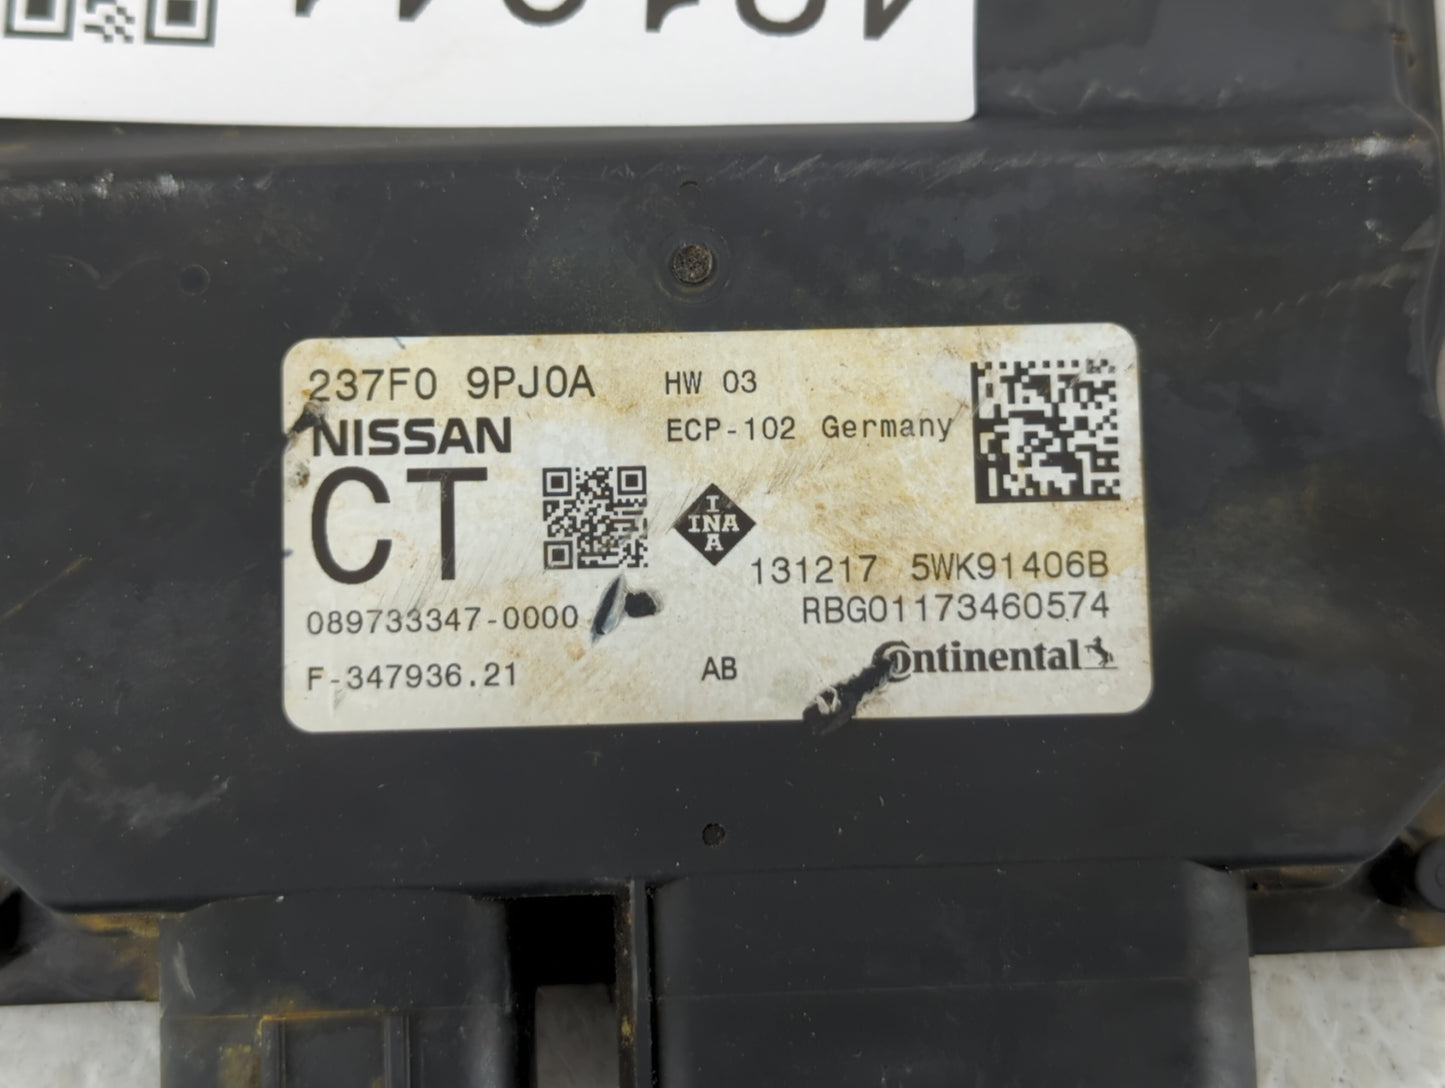 237F0 9PJ0A
HW 03
NISSAN
ECP-102 Germany
CT
I
INA
A
131217 5WK91406B
089733347-0000
RBG01173460574
F-347936.21
AB
Continental